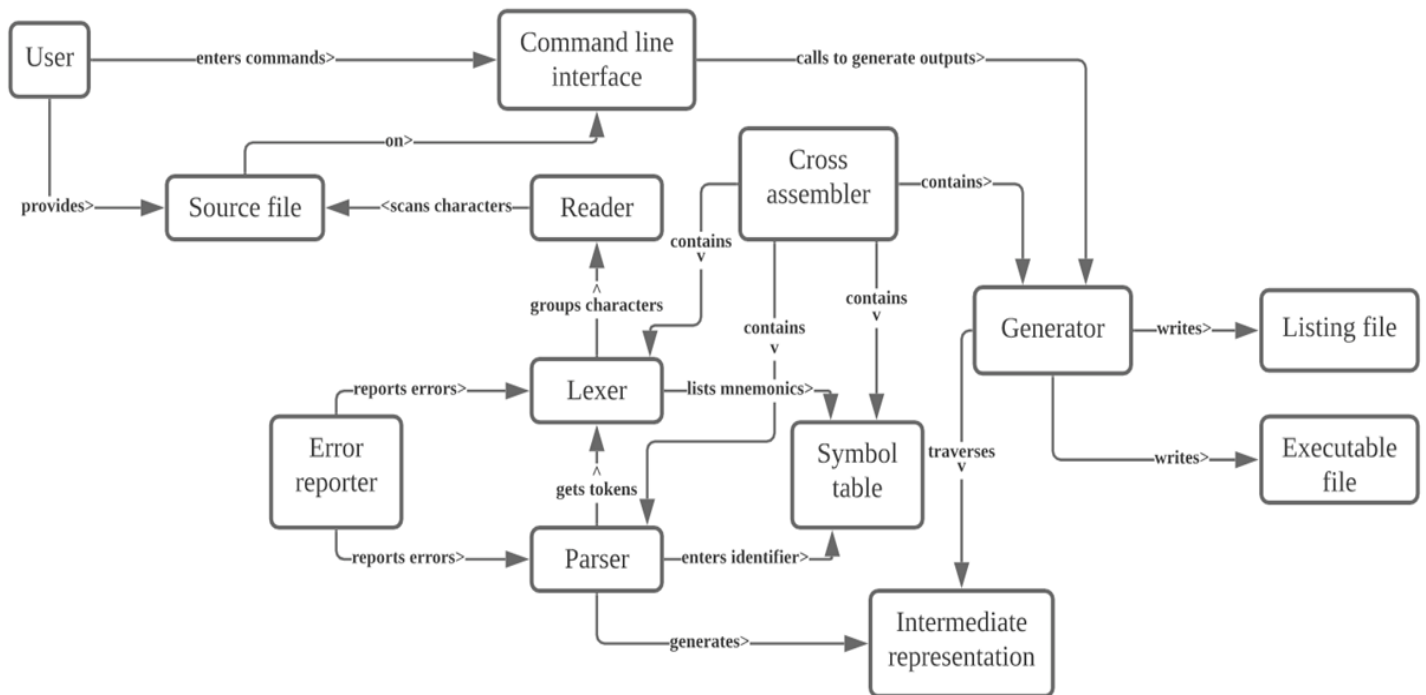 User
enters commands>
Command line
interface
calls to generate outputs>
on>
Cross
assembler
provides>
Source file
<scans characters
Reader
contains>
contains
v
^
groups characters
contains
v
contains
v
Generator
writes>
Listing file
reports errors>
Lexer
lists mnemonics>
Error
reporter
Symbol
table
traverses
v
writes>
Executable
file
^
gets tokens
reports errors>
Parser
enters identifier>
generates>
Intermediate
representation